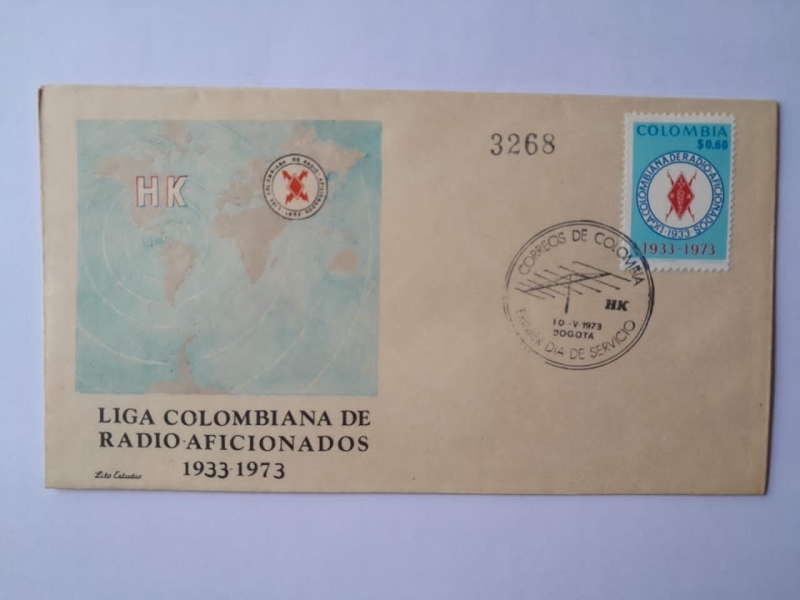 3268
COLOMBIA
$0.60
LIGA COLOMBIANA DE RADIO-AFICIONADOS
·1933·
1933-1973
HK
CORREOS DE COLOMBIA
HK
10-V-1973
BOGOTA
PRIMER DIA DE SERVICIO
LIGA COLOMBIANA DE
RADIO-AFICIONADOS
1933-1973
Lito Estudio